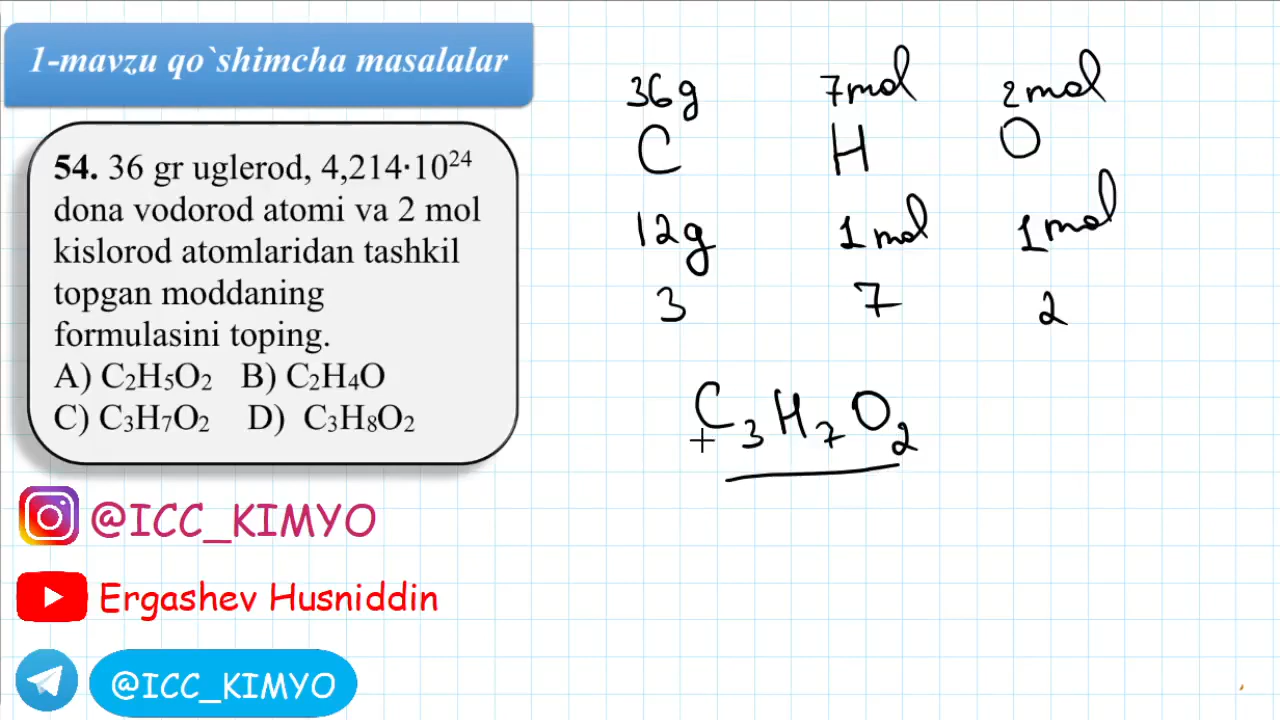 1-mavzu qo`shimcha masalalar
54. 36 gr uglerod, 4,214·10²⁴
dona vodorod atomi va 2 mol
kislorod atomlaridan tashkil
topgan moddaning
formulasini toping.
A) C₂H₅O₂ B) C₂H₄O
C) C₃H₇O₂ D) C₃H₈O₂
@ICC_KIMYO
Ergashev Husniddin
@ICC_KIMYO
36g 7mol 2mol
C H O
12g 1mol 1mol
3 7 2
C₃H₇O₂